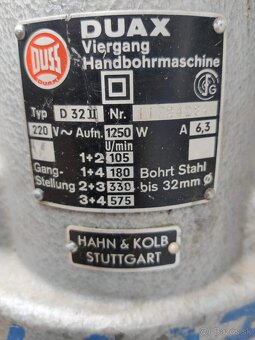 DUSS
DUAX
DUAX
Viergang
Handbohrmaschine
Typ D 32 II Nr.
220 V~ Aufn. 1250 W A 6,3
U/min
1+2 105
Gang- 1+4 180 Bohrt Stahl
Stellung 2+3 330 bis 32mm Ø
3+4 575
HAHN & KOLB
STUTTGART